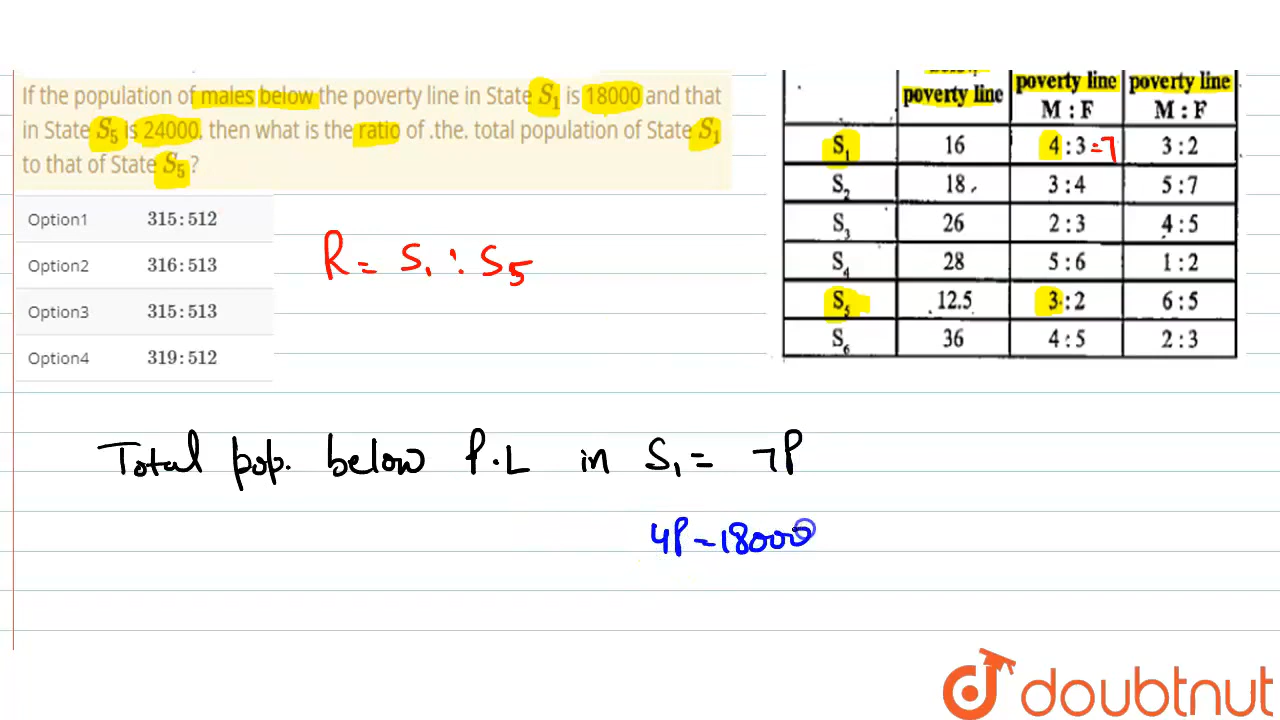 If the population of males below the poverty line in State S₁ is 18000 and that
in State S₅ is 24000. then what is the ratio of .the. total population of State S₁
to that of State S₅ ?
Option1 315:512
Option2 316:513
Option3 315:513
Option4 319:512
poverty line poverty line poverty line
M : F M : F
S₁ 16 4 : 3 =7 3 : 2
S₂ 18 3 : 4 5 : 7
S₃ 26 2 : 3 4 : 5
S₄ 28 5 : 6 1 : 2
S₅ 12.5 3 : 2 6 : 5
S₆ 36 4 : 5 2 : 3
R = S₁ : S₅
Total pop. below P.L in S₁ = 7P
4P = 18000
doubtnut